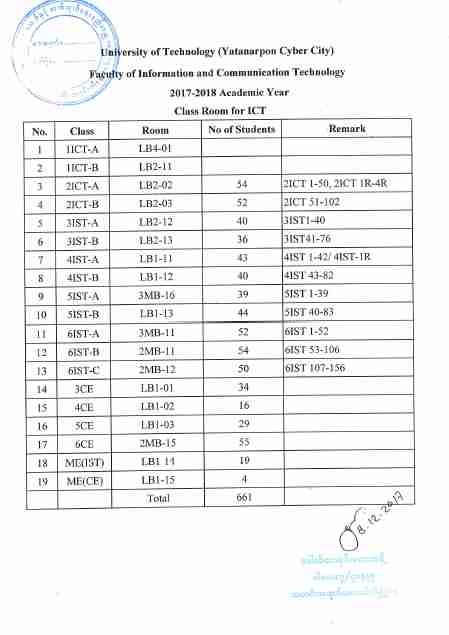 University of Technology (Yatanarpon Cyber City)
Faculty of Information and Communication Technology
2017-2018 Academic Year
Class Room for ICT
No. Class Room No of Students Remark
1 1ICT-A LB4-01
2 1ICT-B LB2-11
3 2ICT-A LB2-02 54 2ICT 1-50, 2ICT 1R-4R
4 2ICT-B LB2-03 52 2ICT 51-102
5 3IST-A LB2-12 40 3IST1-40
6 3IST-B LB2-13 36 3IST41-76
7 4IST-A LB1-11 43 4IST 1-42/ 4IST-1R
8 4IST-B LB1-12 40 4IST 43-82
9 5IST-A 3MB-16 39 5IST 1-39
10 5IST-B LB1-13 44 5IST 40-83
11 6IST-A 3MB-11 52 6IST 1-52
12 6IST-B 2MB-11 54 6IST 53-106
13 6IST-C 2MB-12 50 6IST 107-156
14 3CE LB1-01 34
15 4CE LB1-02 16
16 5CE LB1-03 29
17 6CE 2MB-15 55
18 ME(IST) LB1 14 19
19 ME(CE) LB1-15 4
Total 661
8.12.2017